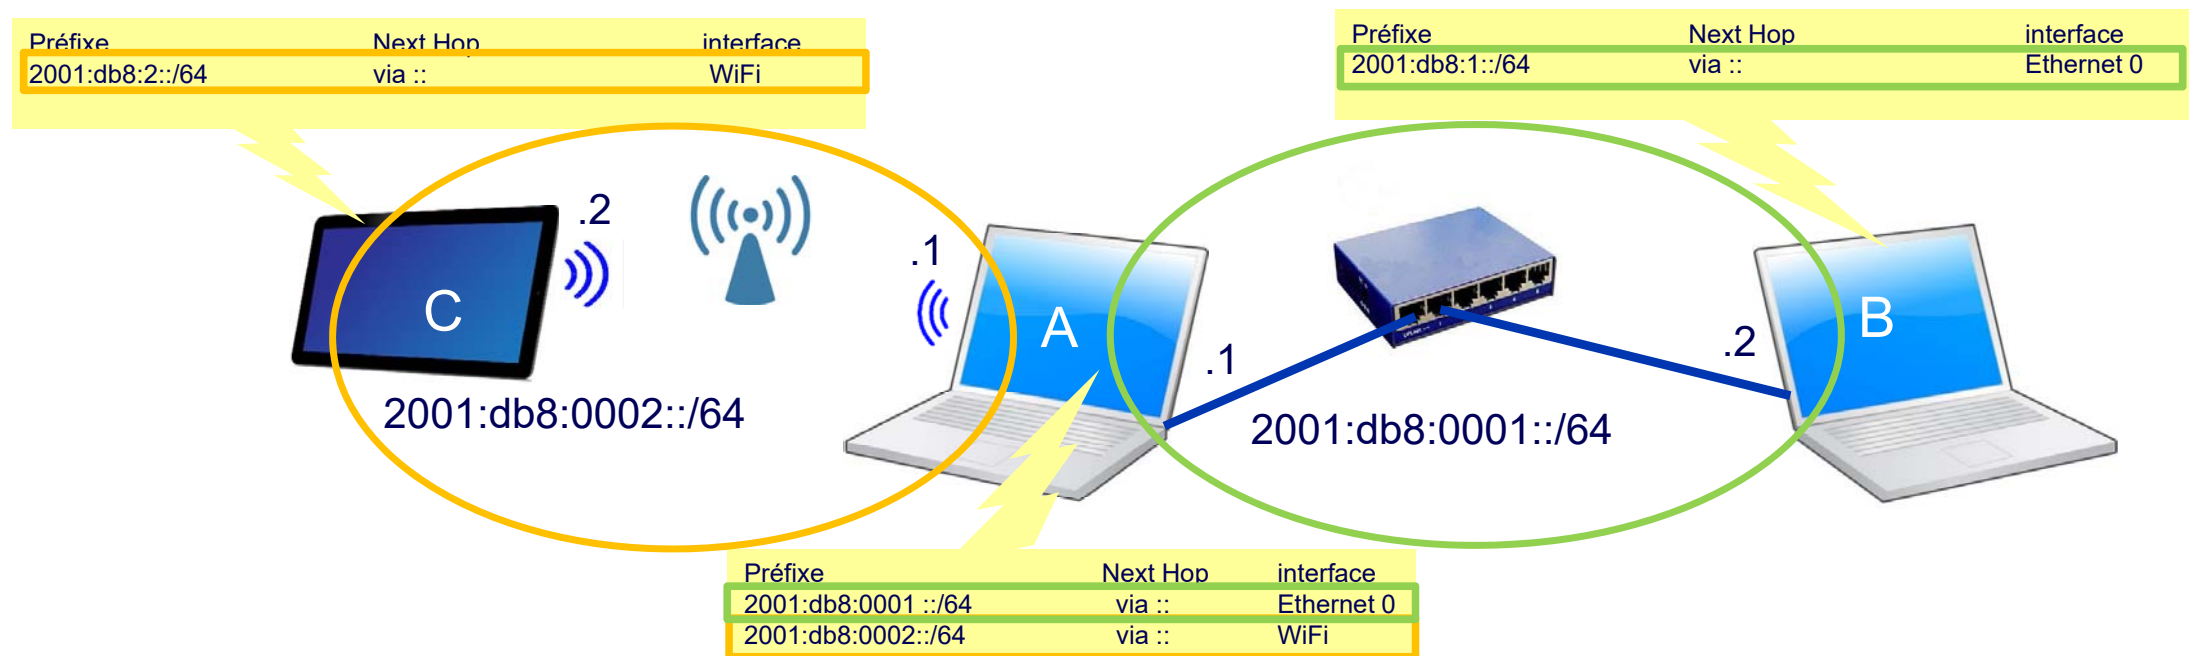 Préfixe Next Hop interface
2001:db8:2::/64 via :: WiFi
Préfixe Next Hop interface
2001:db8:1::/64 via :: Ethernet 0
.2
.1
C
A
B
.1
.2
2001:db8:0002::/64
2001:db8:0001::/64
Préfixe Next Hop interface
2001:db8:0001 ::/64 via :: Ethernet 0
2001:db8:0002::/64 via :: WiFi